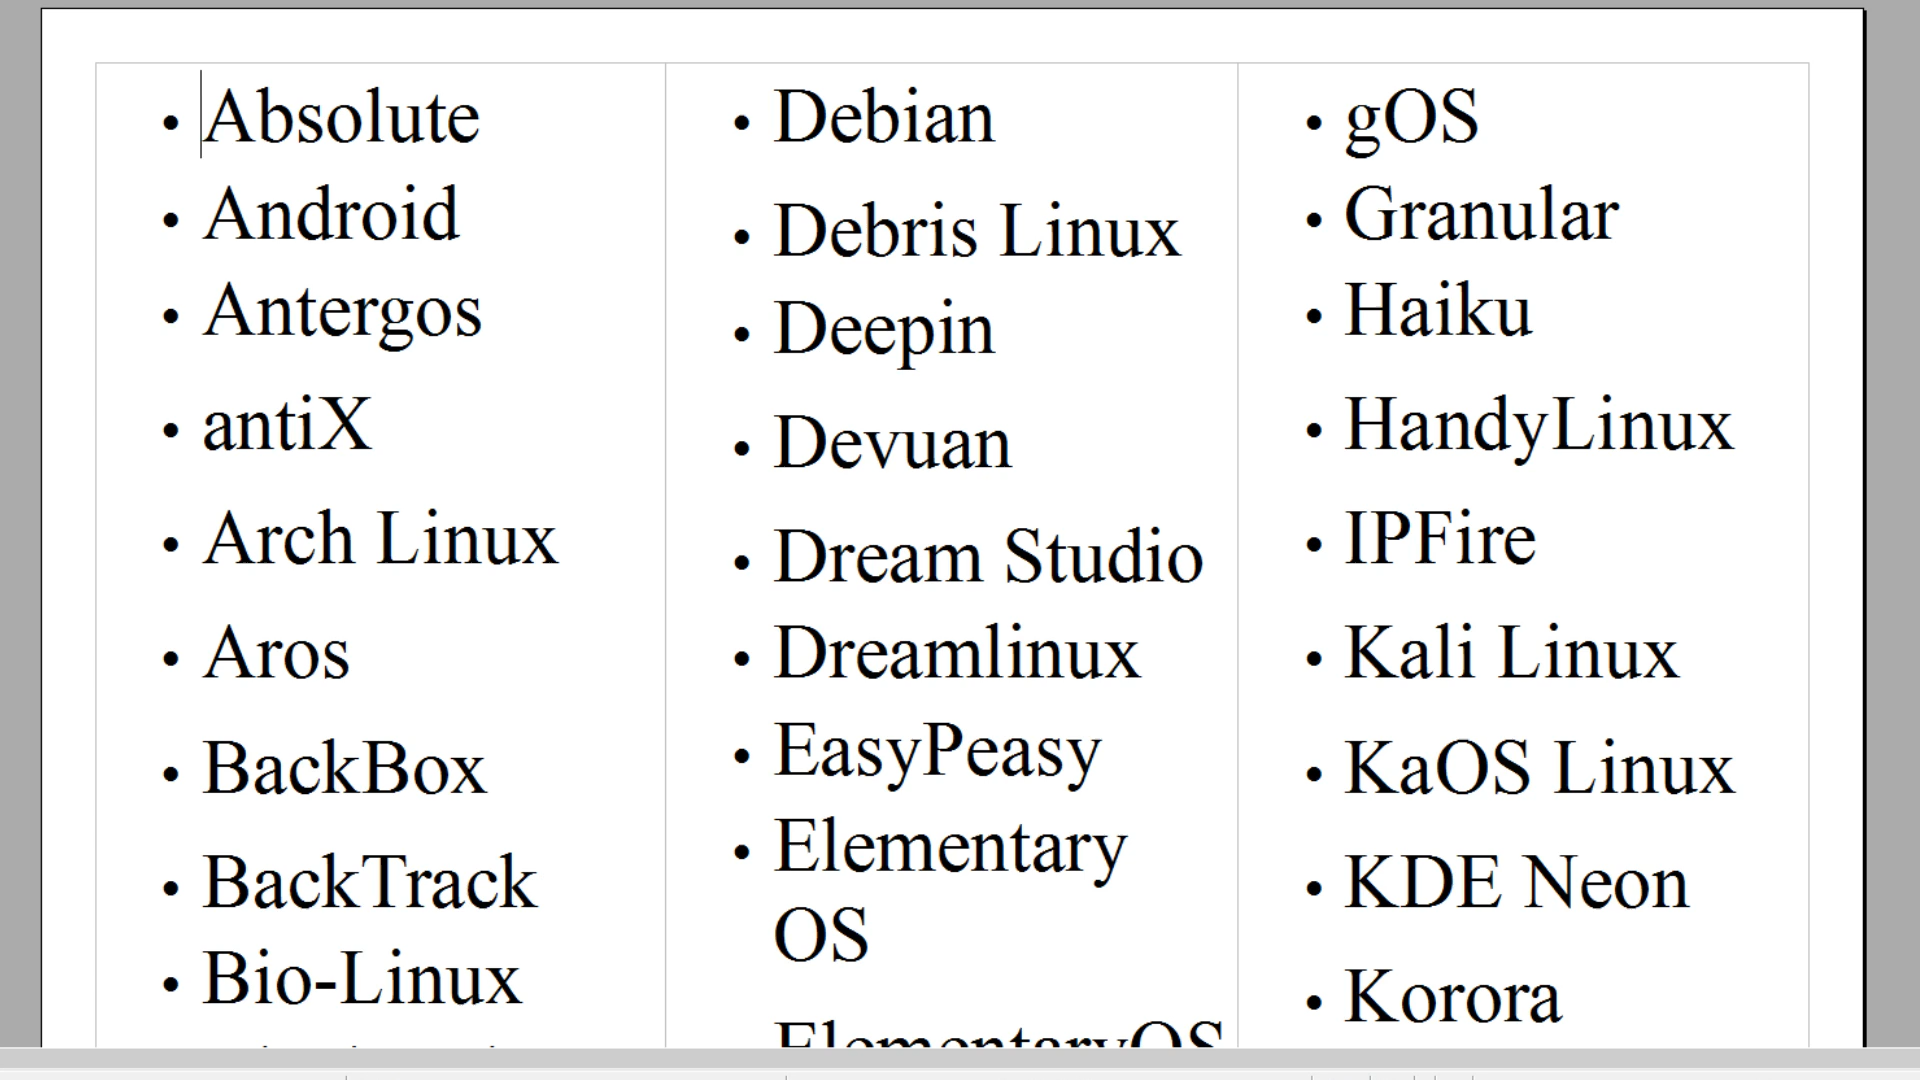 • Absolute
• Android
• Antergos
• antiX
• Arch Linux
• Aros
• BackBox
• BackTrack
• Bio-Linux
• Debian
• Debris Linux
• Deepin
• Devuan
• Dream Studio
• Dreamlinux
• EasyPeasy
• Elementary
OS
ElementaryOS
• gOS
• Granular
• Haiku
• HandyLinux
• IPFire
• Kali Linux
• KaOS Linux
• KDE Neon
• Korora